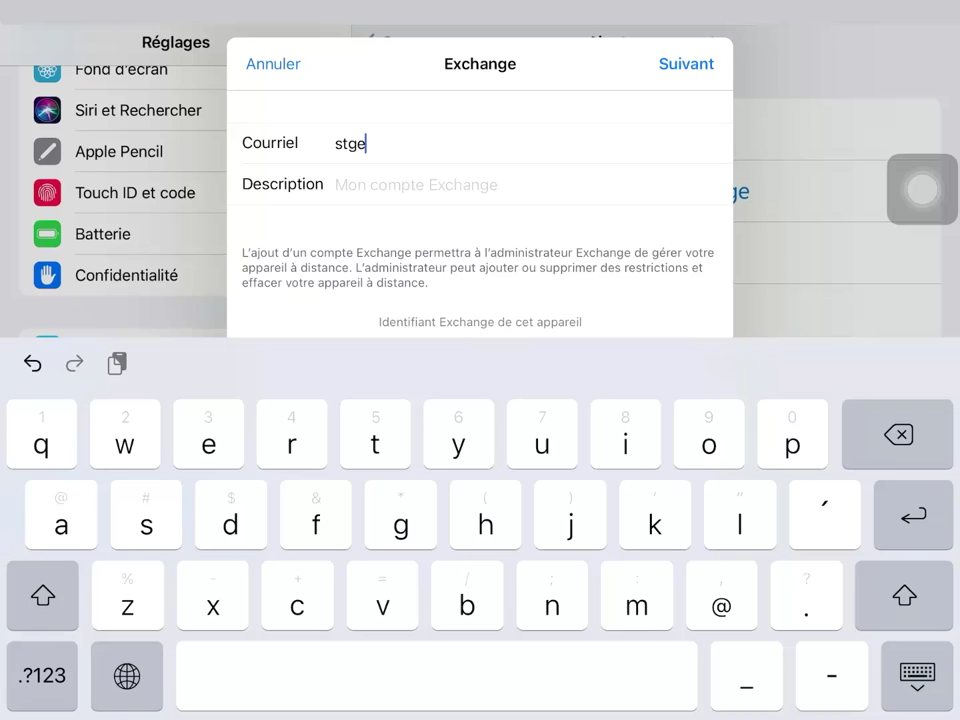 Réglages
Fond d'écran
Siri et Rechercher
Apple Pencil
Touch ID et code
Batterie
Confidentialité
Annuler
Exchange
Suivant
Courriel
stge
Description
Mon compte Exchange
L'ajout d'un compte Exchange permettra à l'administrateur Exchange de gérer votre
appareil à distance. L'administrateur peut ajouter ou supprimer des restrictions et
effacer votre appareil à distance.
Identifiant Exchange de cet appareil
ge
1 2 3 4 5 6 7 8 9 0
q w e r t y u i o p
@ # $ & * ( ) ' "
a s d f g h j k l ´
% - + = / ; : , ?
z x c v b n m @ .
.?123 _ -